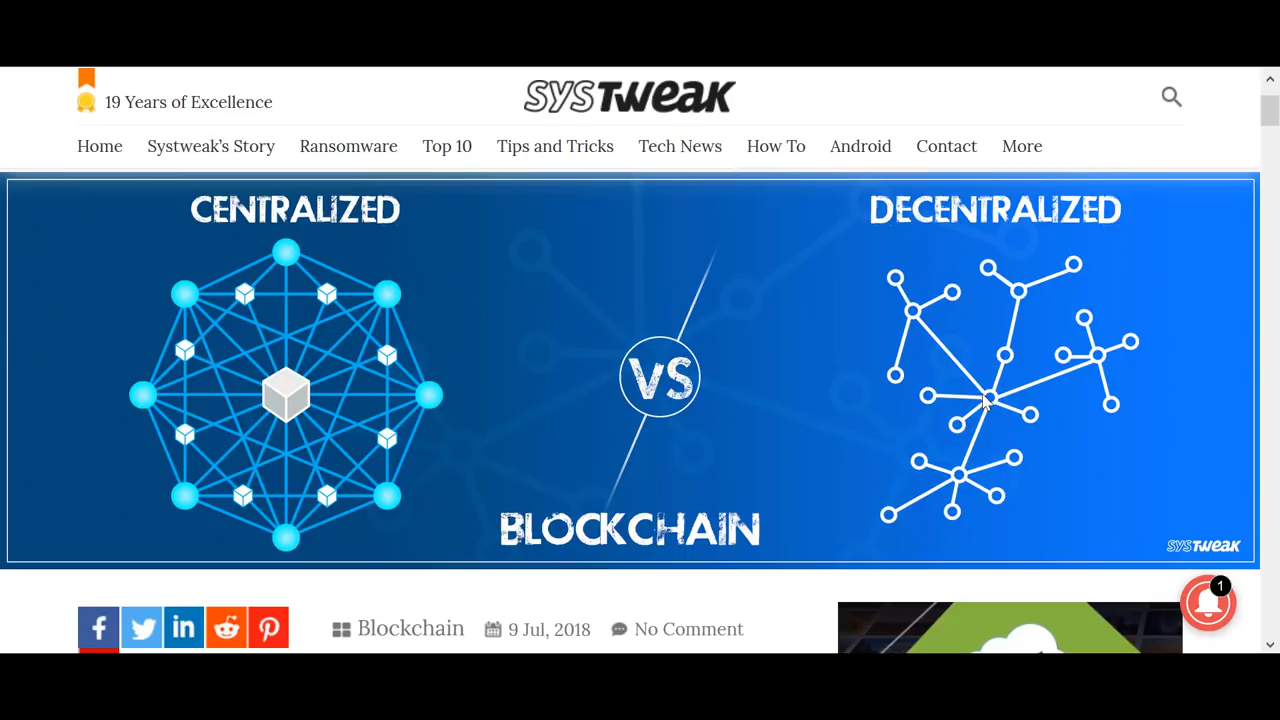 19 Years of Excellence
SYSTWEAK
Home Systweak's Story Ransomware Top 10 Tips and Tricks Tech News How To Android Contact More
CENTRALIZED
DECENTRALIZED
VS
BLOCKCHAIN
SYSTWEAK
1
Blockchain 9 Jul, 2018 No Comment